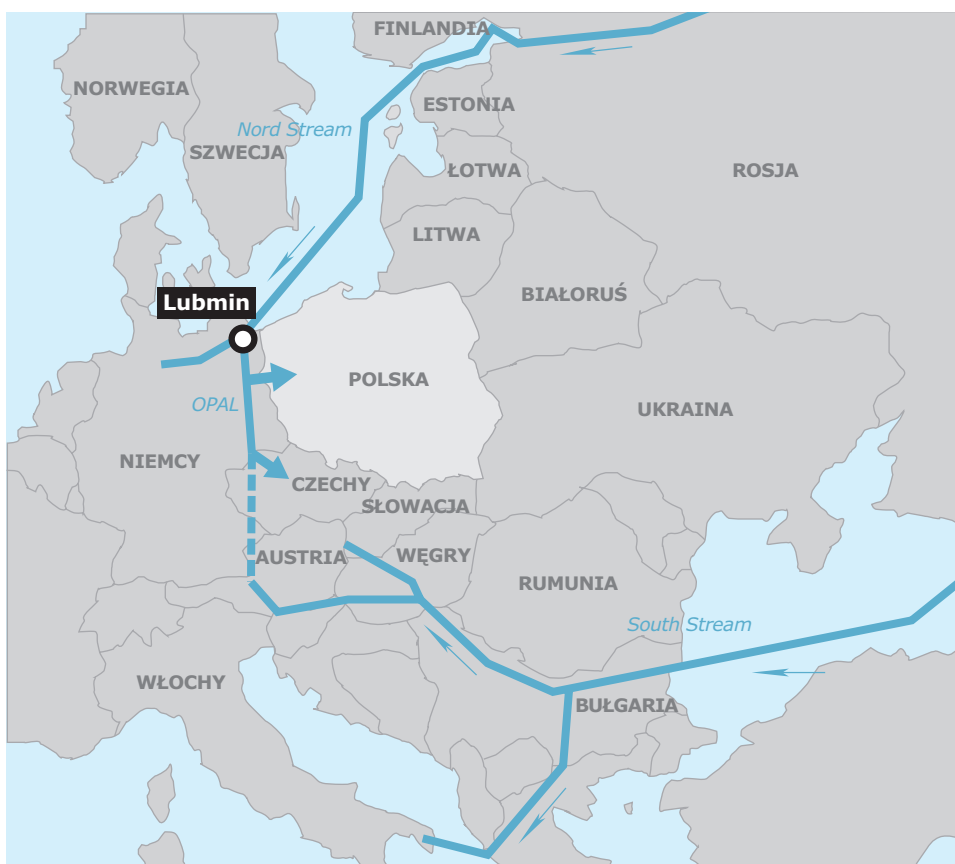 FINLANDIA
NORWEGIA
ESTONIA
Nord Stream
SZWECJA
ŁOTWA
ROSJA
LITWA
BIAŁORUŚ
Lubmin
POLSKA
OPAL
UKRAINA
NIEMCY
CZECHY
SŁOWACJA
AUSTRIA
WĘGRY
RUMUNIA
South Stream
WŁOCHY
BUŁGARIA